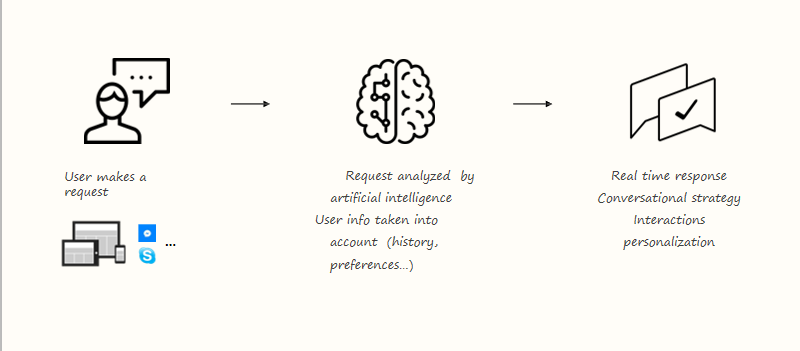 User makes a
request
...
Request analyzed by
artificial intelligence
User info taken into
account (history,
preferences...)
Real time response
Conversational strategy
Interactions
personalization